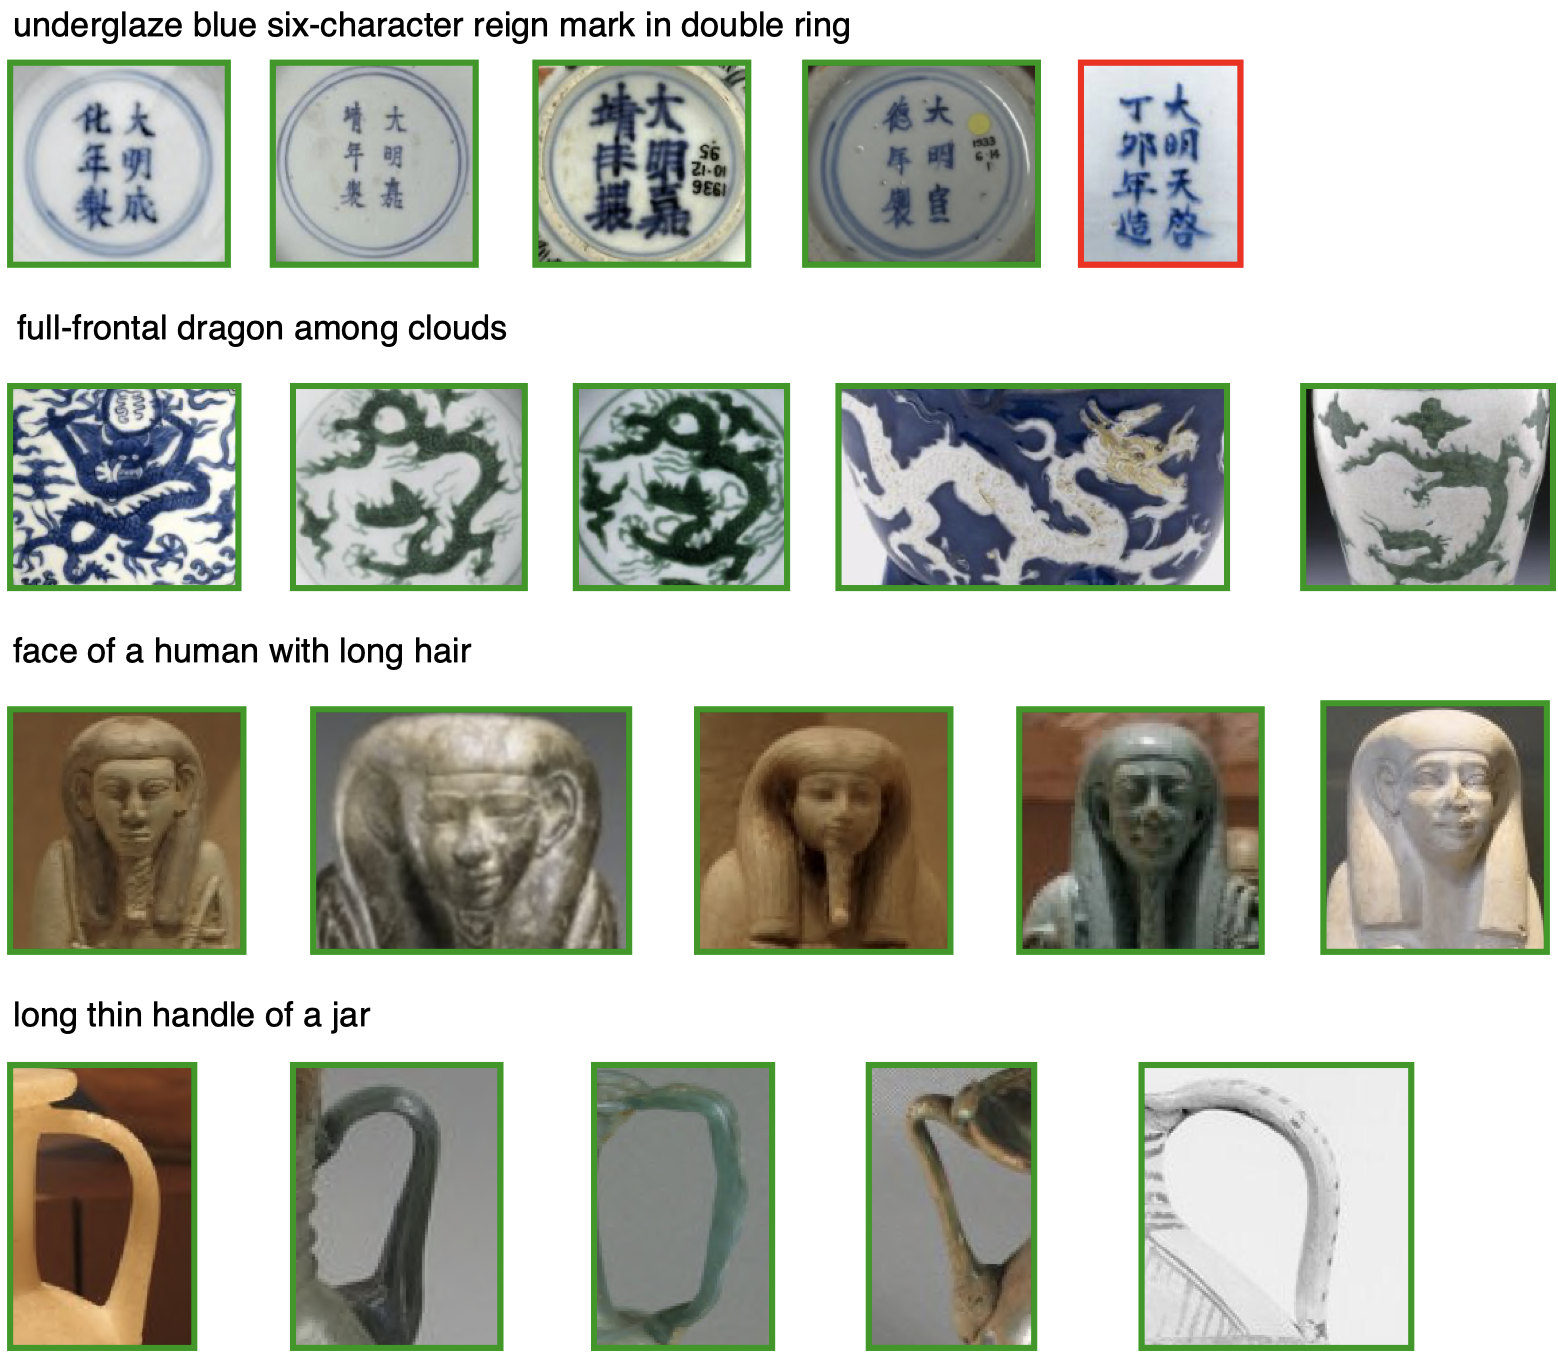 underglaze blue six-character reign mark in double ring
大明成
化年製
大明嘉
靖年製
大明嘉
靖年製
1936
10-12
95
大明宣
德年製
1933
6-14
1
大明天啓
丁卯年造
full-frontal dragon among clouds
face of a human with long hair
long thin handle of a jar